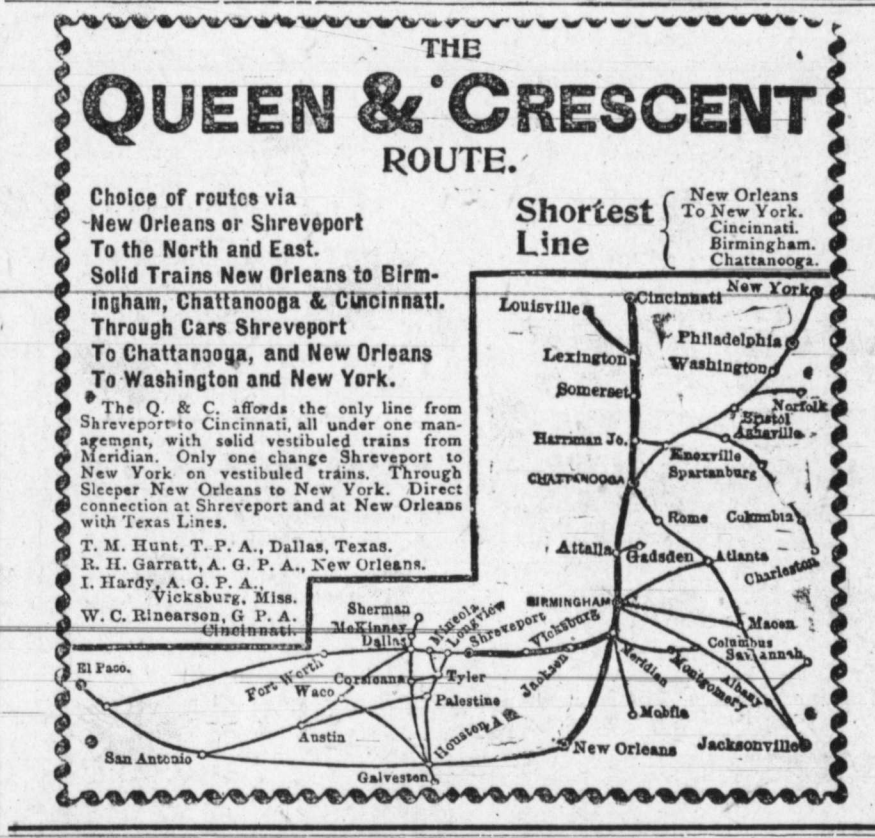 THE
QUEEN & CRESCENT
ROUTE.
Choice of routes via
New Orleans or Shreveport
To the North and East.
Solid Trains New Orleans to Birm-
ingham, Chattanooga & Cincinnati.
Through Cars Shreveport
To Chattanooga, and New Orleans
To Washington and New York.
The Q. & C. affords the only line from
Shreveport to Cincinnati, all under one man-
agement, with solid vestibuled trains from
Meridian. Only one change Shreveport to
New York on vestibuled trains. Through
Sleeper New Orleans to New York. Direct
connection at Shreveport and at New Orleans
with Texas Lines.
T. M. Hunt, T. P. A., Dallas, Texas.
R. H. Garratt, A. G. P. A., New Orleans.
I. Hardy, A. G. P. A.,
Vicksburg, Miss.
W. C. Rinearson, G P. A.
Cincinnati.
Shortest
Line
New Orleans
To New York.
Cincinnati.
Birmingham.
Chattanooga.
New York
Louisville
Cincinnati
Philadelphia
Lexington
Washington
Somerset
Norfolk
Bristol
Asheville
Harriman Jc.
Knoxville
Spartanburg
CHATTANOOGA
Rome
Columbia
Attalla
Gadsden
Atlanta
Charleston
BIRMINGHAM
Macon
Columbus
Savannah
Sherman
McKinney
Dallas
Mineola
Longview
Shreveport
Vicksburg
Jackson
Meridian
Montgomery
Albany
El Paco.
Fort Worth
Corsicana
Tyler
Waco
Palestine
Austin
Houston
Mobile
New Orleans
Jacksonville
San Antonio
Galveston